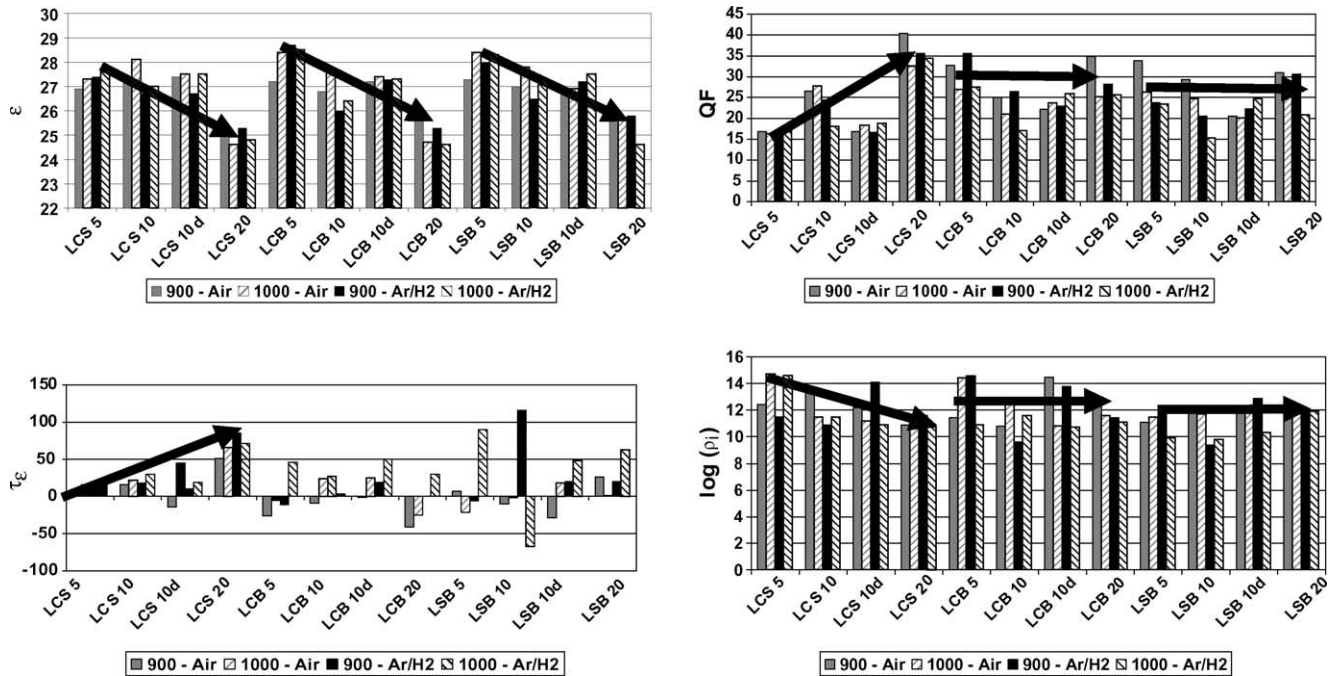 30
29
28
27
26
25
24
23
22
ε
LCS 5
LC S 10
LCS 10d
LCS 20
LCB 5
LCB 10
LCB 10d
LCB 20
LSB 5
LSB 10
LSB 10d
LSB 20
900 - Air 1000 - Air 900 - Ar/H2 1000 - Ar/H2
45
40
35
30
25
20
15
10
5
0
QF
LCS 5
LCS 10
LCS 10d
LCS 20
LCB 5
LCB 10
LCB 10d
LCB 20
LSB 5
LSB 10
LSB 10d
LSB 20
900 - Air 1000 - Air 900 - Ar/H2 1000 - Ar/H2
150
100
50
0
-50
-100
τε
LCS 5
LCS 10
LCS 10d
LCS 20
LCB 5
LCB 10
LCB 10d
LCB 20
LSB 5
LSB 10
LSB 10d
LSB 20
900 - Air 1000 - Air 900 - Ar/H2 1000 - Ar/H2
16
14
12
10
8
6
4
2
0
log (ρi)
LCS 5
LC S 10
LCS 10d
LCS 20
LCB 5
LCB 10
LCB 10d
LCB 20
LSB 5
LSB 10
LSB 10d
LSB 20
900 - Air 1000 - Air 900 - Ar/H2 1000 - Ar/H2